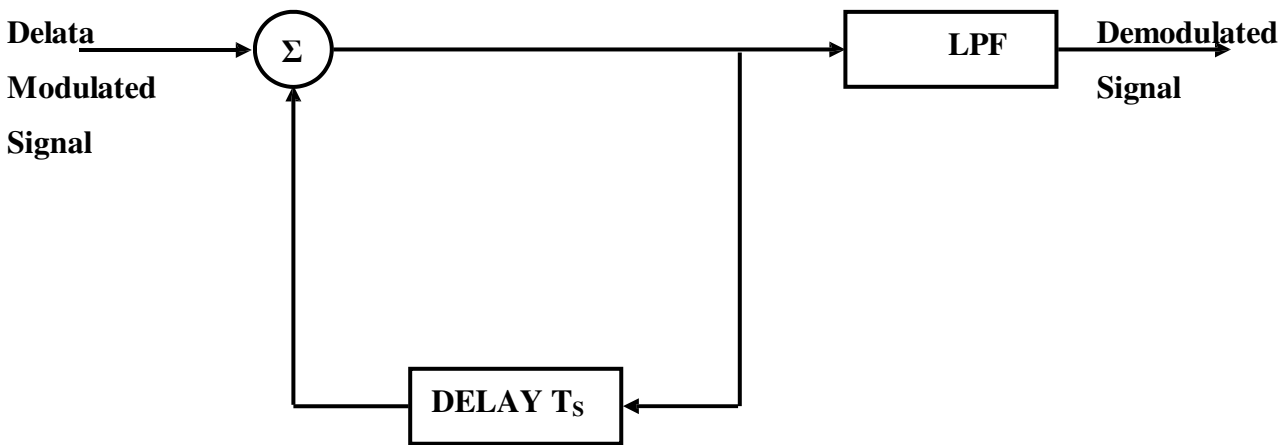 Delata
Modulated
Signal
Σ
LPF
Demodulated
Signal
DELAY Tₛ